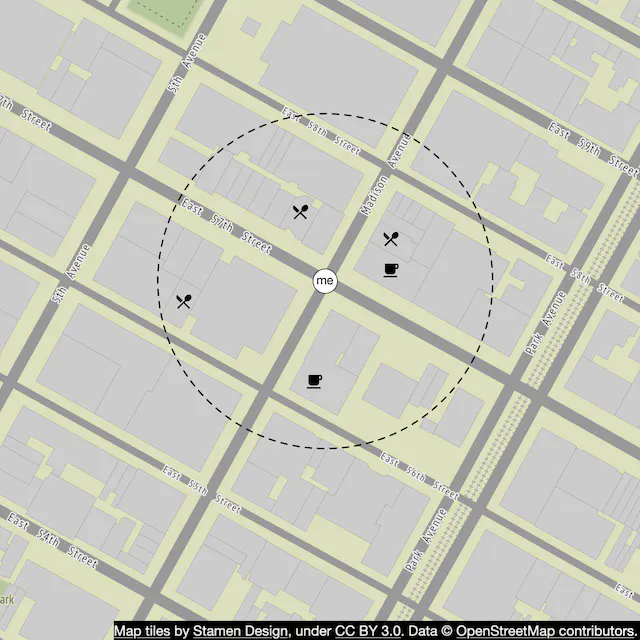 5th Avenue
7th Street
East 58th Street
Madison Avenue
East 59th Street
East 57th Street
5th Avenue
me
East 58th Street
Park Avenue
East 56th Street
East 55th Street
East 54th Street
Park Avenue
East
ark
Map tiles by Stamen Design, under CC BY 3.0. Data © OpenStreetMap contributors